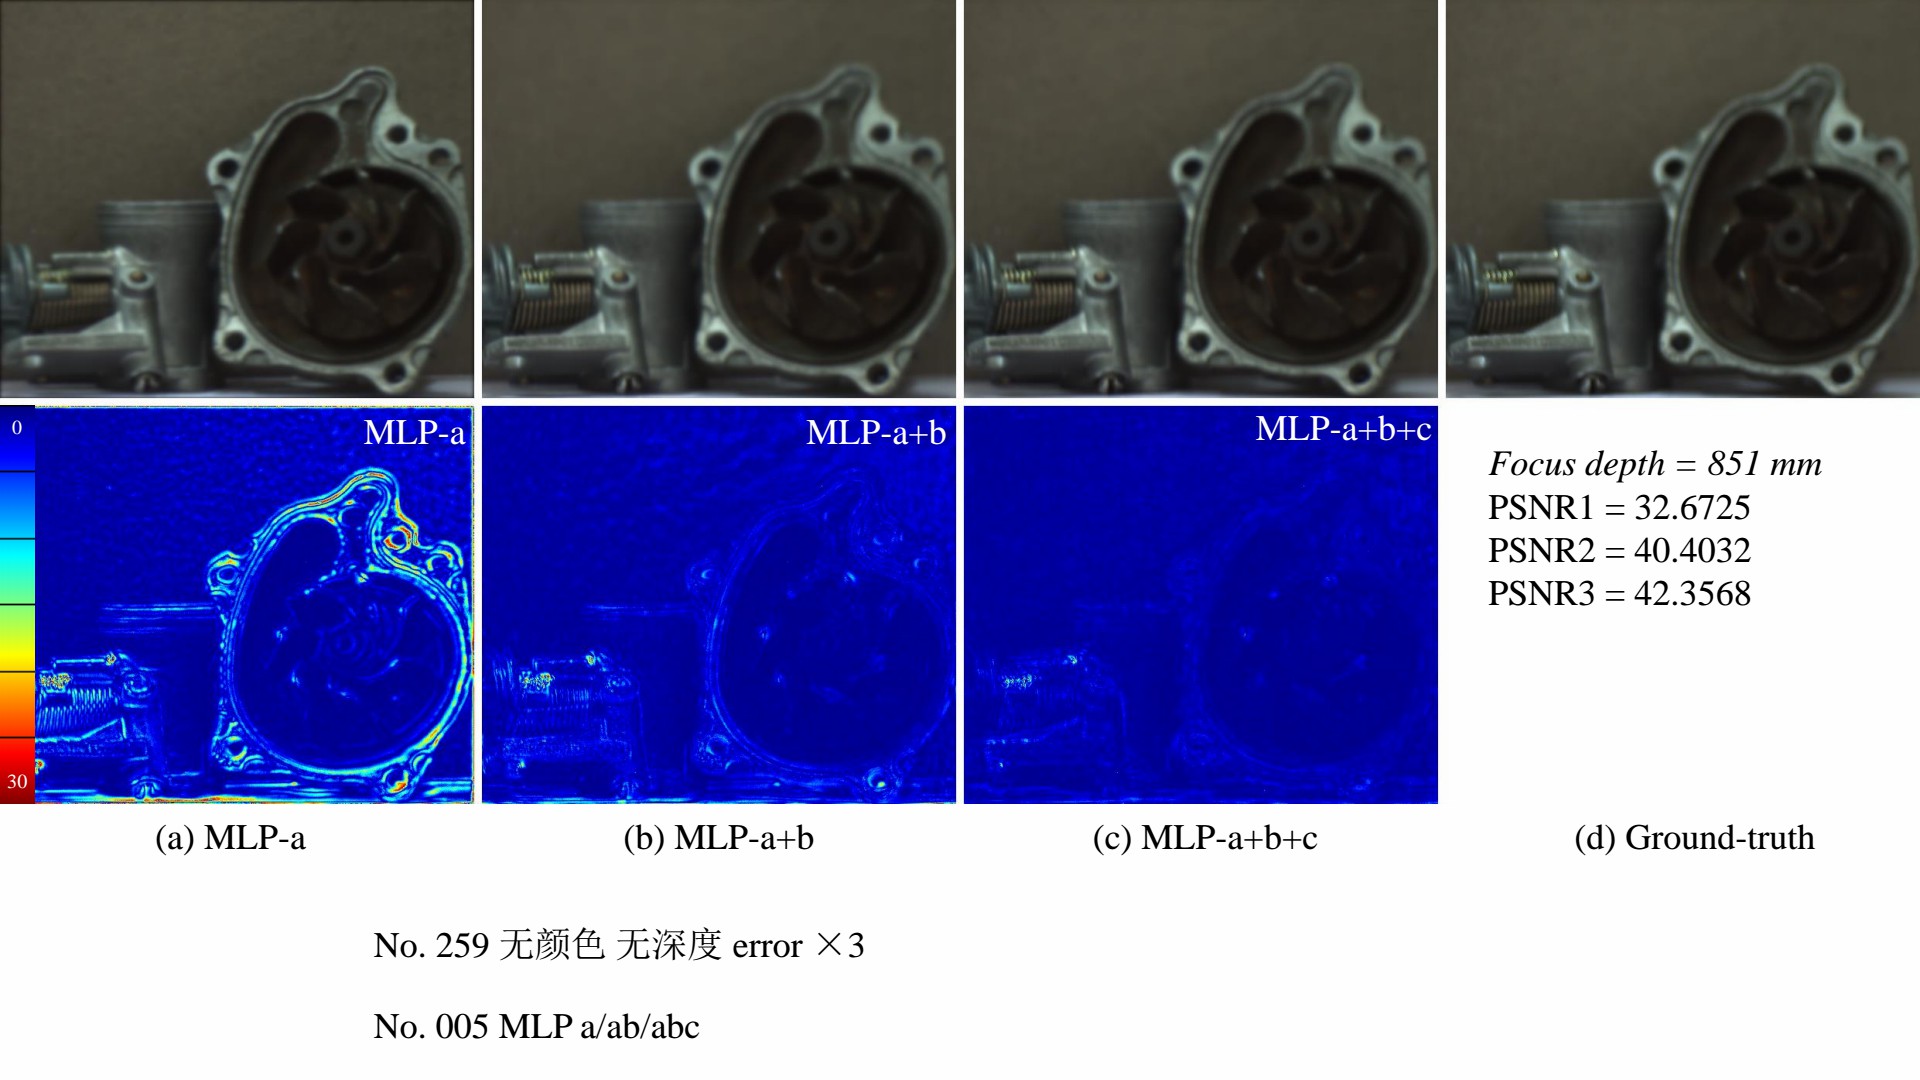 0
30
MLP-a
MLP-a+b
MLP-a+b+c
Focus depth = 851 mm
PSNR1 = 32.6725
PSNR2 = 40.4032
PSNR3 = 42.3568
(a) MLP-a
(b) MLP-a+b
(c) MLP-a+b+c
(d) Ground-truth
No. 259 无颜色 无深度 error ×3
No. 005 MLP a/ab/abc